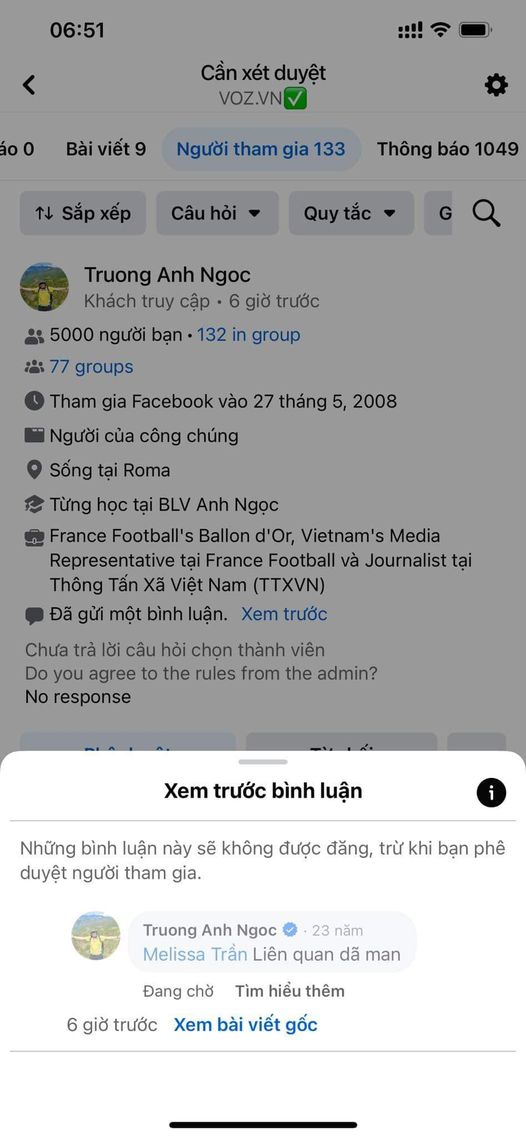 06:51
Cần xét duyệt
VOZ.VN✅
áo 0 Bài viết 9 Người tham gia 133 Thông báo 1049
Sắp xếp Câu hỏi Quy tắc G
Truong Anh Ngoc
Khách truy cập • 6 giờ trước
5000 người bạn • 132 in group
77 groups
Tham gia Facebook vào 27 tháng 5, 2008
Người của công chúng
Sống tại Roma
Từng học tại BLV Anh Ngọc
France Football's Ballon d'Or, Vietnam's Media
Representative tại France Football và Journalist tại
Thông Tấn Xã Việt Nam (TTXVN)
Đã gửi một bình luận. Xem trước
Chưa trả lời câu hỏi chọn thành viên
Do you agree to the rules from the admin?
No response
Xem trước bình luận
Những bình luận này sẽ không được đăng, trừ khi bạn phê
duyệt người tham gia.
Truong Anh Ngoc · 23 năm
Melissa Trần Liên quan dã man
Đang chờ Tìm hiểu thêm
6 giờ trước Xem bài viết gốc